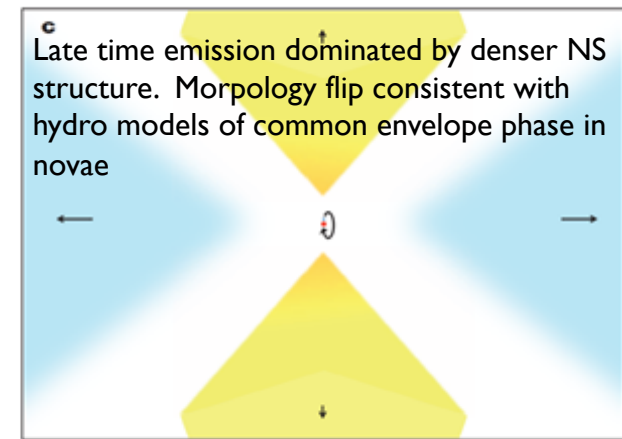 c
Late time emission dominated by denser NS
structure. Morpology flip consistent with
hydro models of common envelope phase in
novae